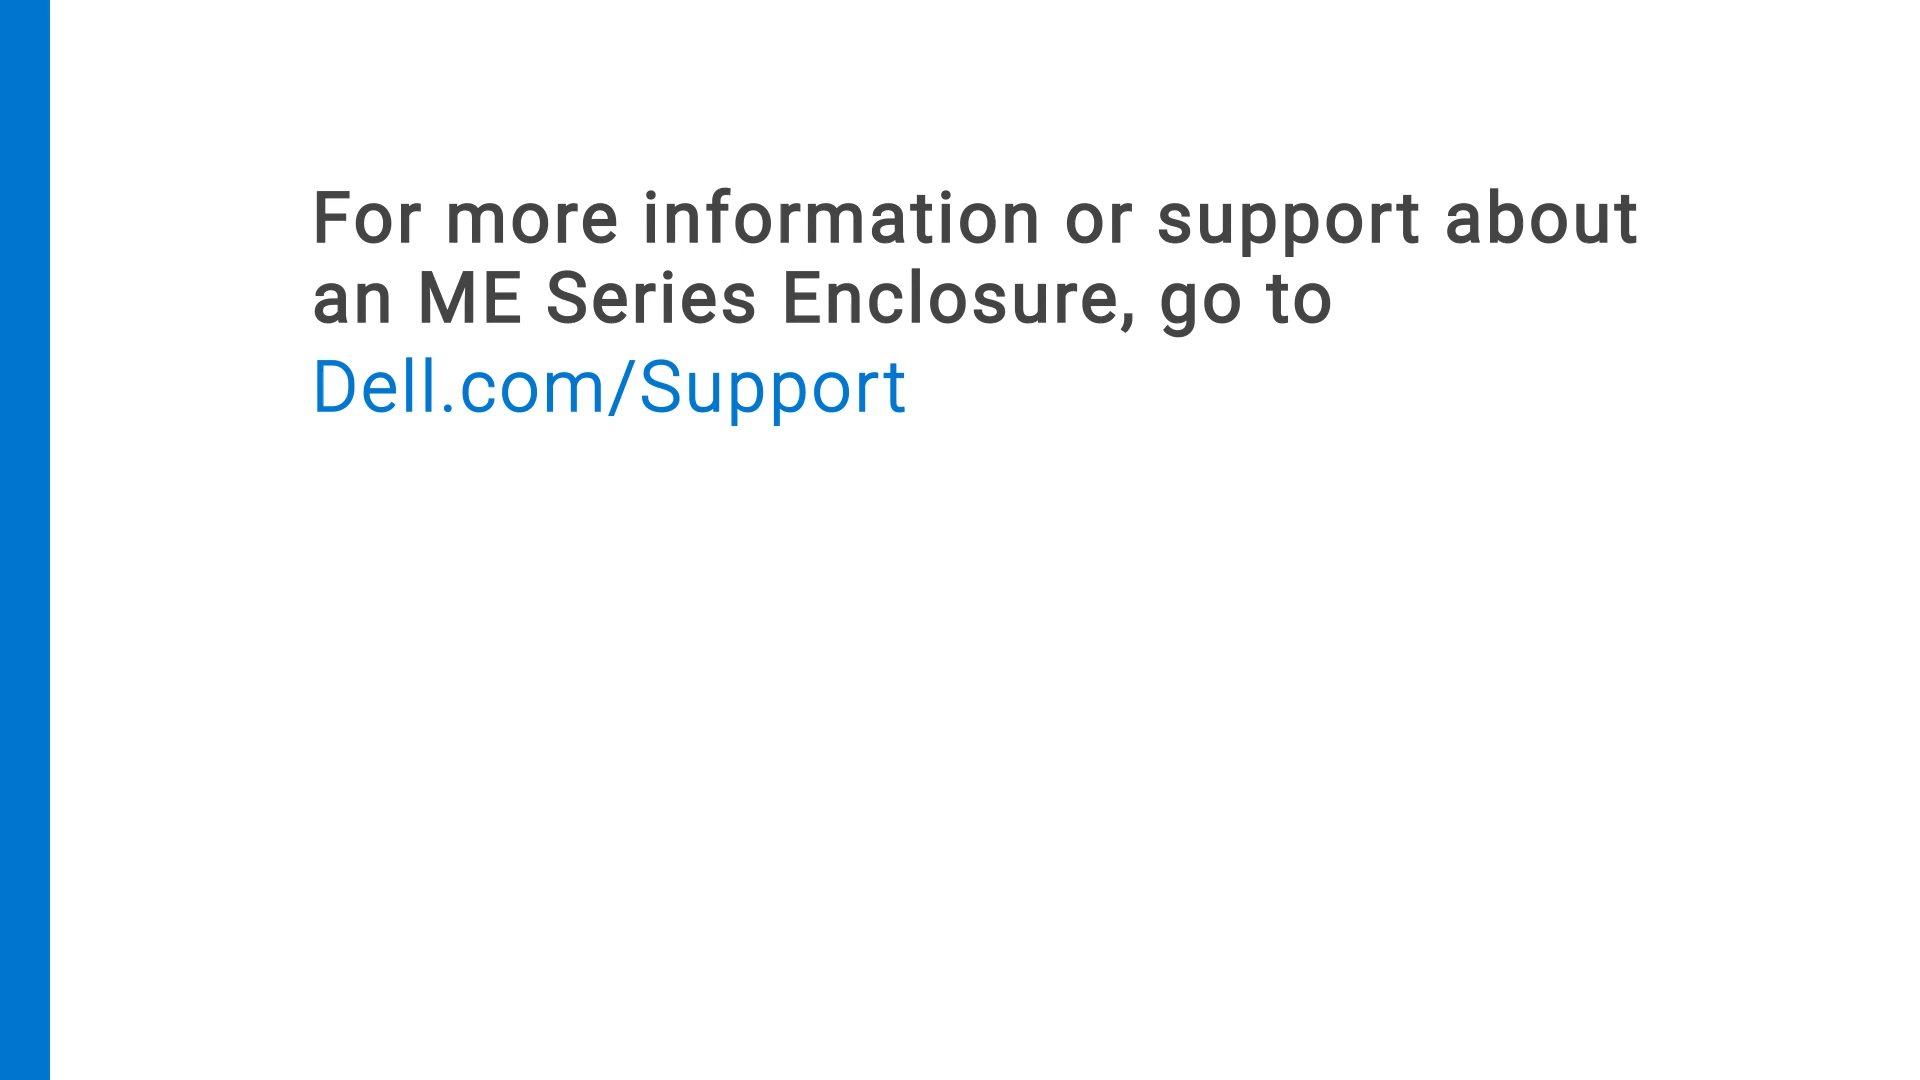 For more information or support about
an ME Series Enclosure, go to
Dell.com/Support